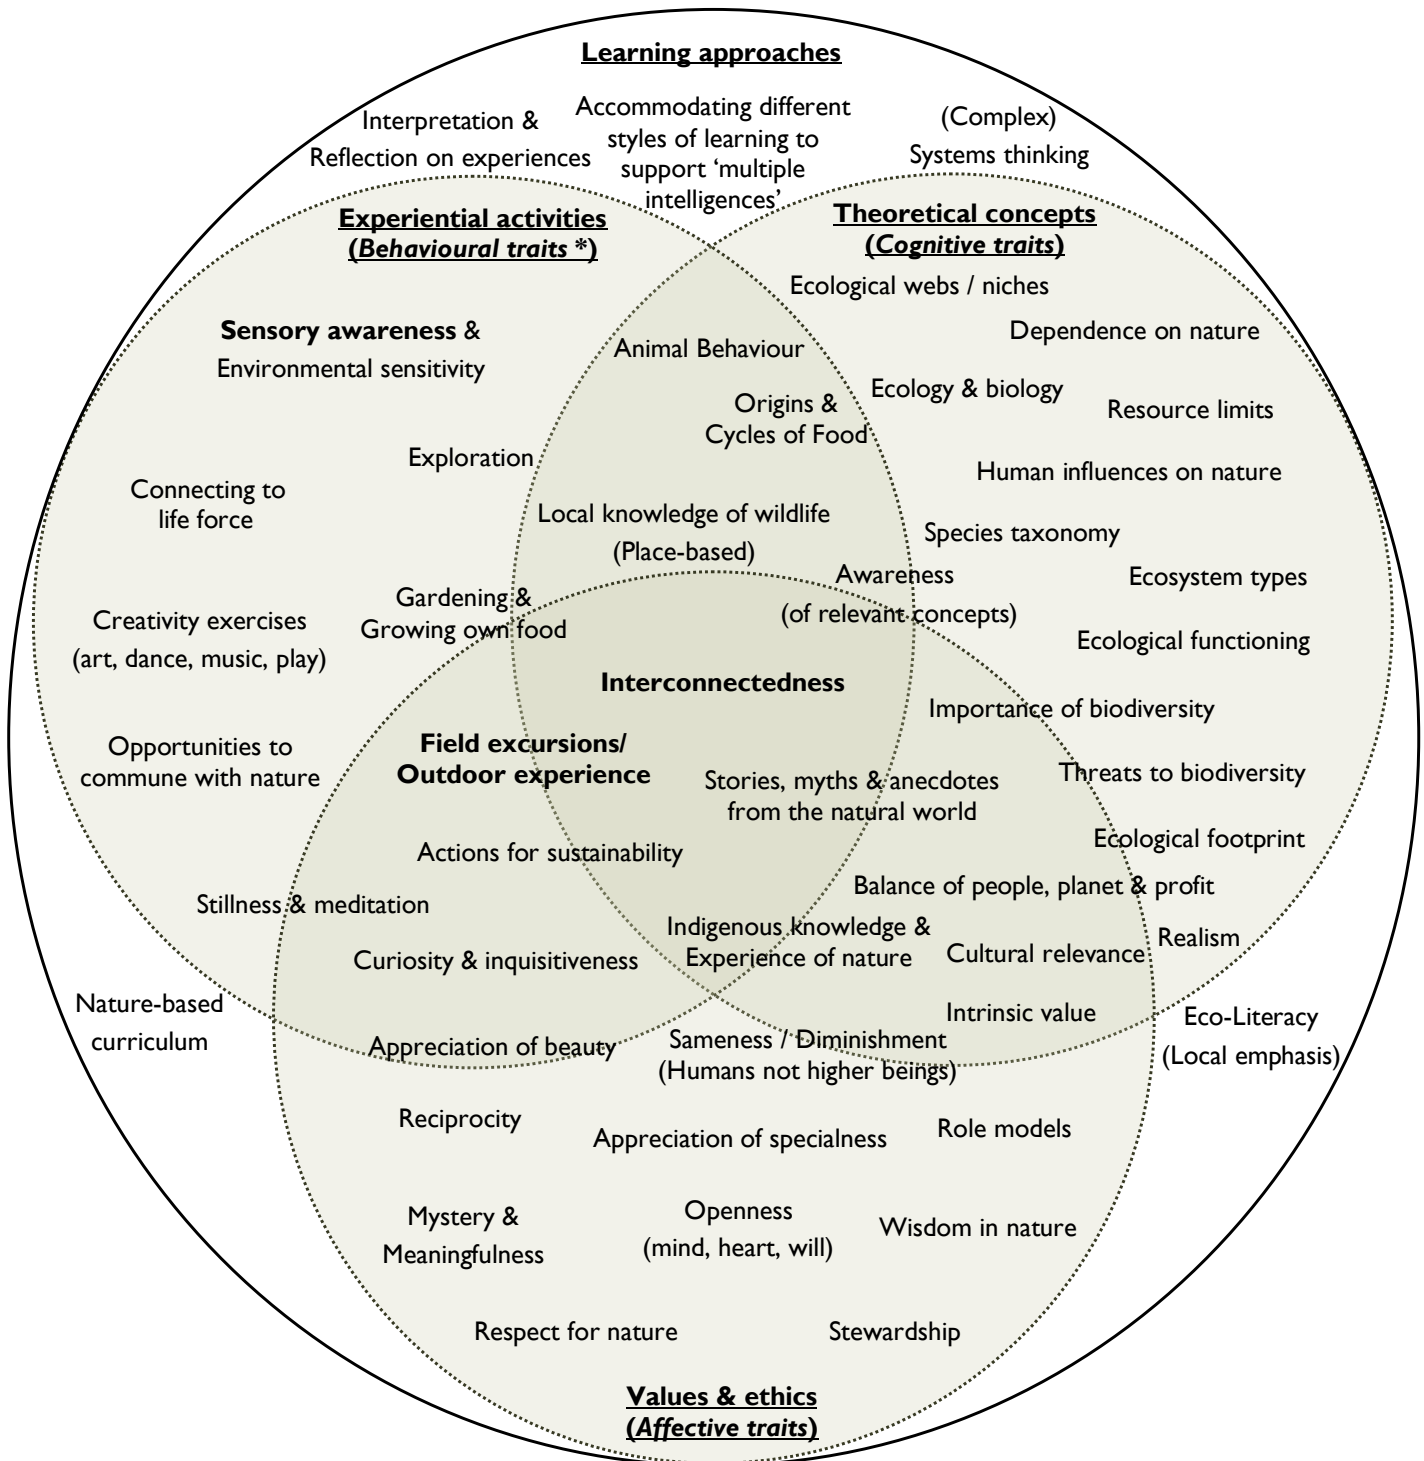 Learning approaches
Interpretation &
Reflection on experiences
Accommodating different
styles of learning to
support ‘multiple
intelligences’
(Complex)
Systems thinking
Experiential activities
(Behavioural traits *)
Theoretical concepts
(Cognitive traits)
Ecological webs / niches
Sensory awareness &
Environmental sensitivity
Animal Behaviour
Dependence on nature
Origins &
Cycles of Food
Ecology & biology
Resource limits
Exploration
Human influences on nature
Connecting to
life force
Local knowledge of wildlife
(Place-based)
Species taxonomy
Awareness
(of relevant concepts)
Ecosystem types
Gardening &
Growing own food
Creativity exercises
(art, dance, music, play)
Ecological functioning
Interconnectedness
Importance of biodiversity
Opportunities to
commune with nature
Field excursions/
Outdoor experience
Stories, myths & anecdotes
from the natural world
Threats to biodiversity
Actions for sustainability
Ecological footprint
Balance of people, planet & profit
Stillness & meditation
Indigenous knowledge &
Experience of nature
Cultural relevance
Realism
Curiosity & inquisitiveness
Nature-based
curriculum
Intrinsic value
Eco-Literacy
(Local emphasis)
Appreciation of beauty
Sameness / Diminishment
(Humans not higher beings)
Reciprocity
Appreciation of specialness
Role models
Mystery &
Meaningfulness
Openness
(mind, heart, will)
Wisdom in nature
Respect for nature
Stewardship
Values & ethics
(Affective traits)